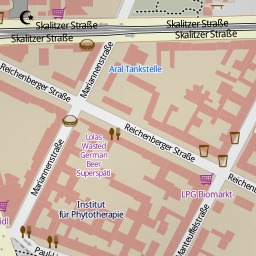 Skalitzer Straße
Skalitzer Straße
Skalitzer Straße
Skalitzer Straße
Mariannenstraße
Aral Tankstelle
Reichenberger Straße
Reichenberger Straße
Lolas
Wasted
German
Beer
Superspäti
Mariannenstraße
LPG Biomarkt
Institut
für Phytotherapie
Manteuffelstraße